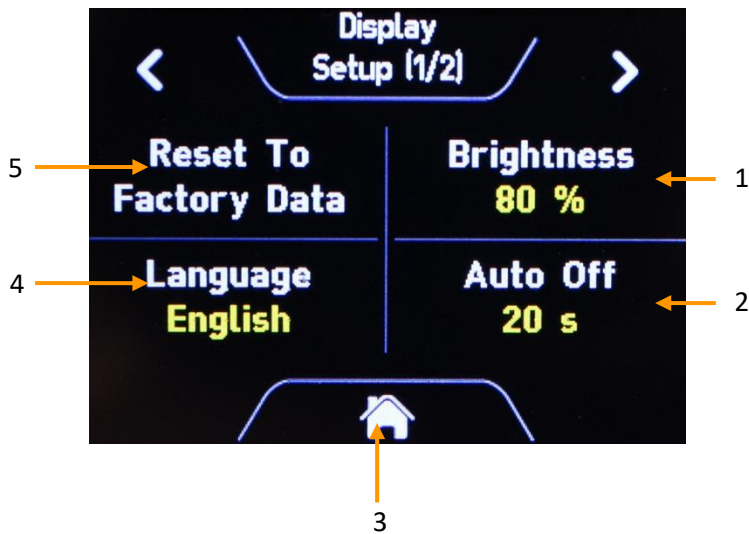 Display
Setup (1/2)
5
Reset To
Factory Data
Brightness
80 %
1
4
Language
English
Auto Off
20 s
2
3